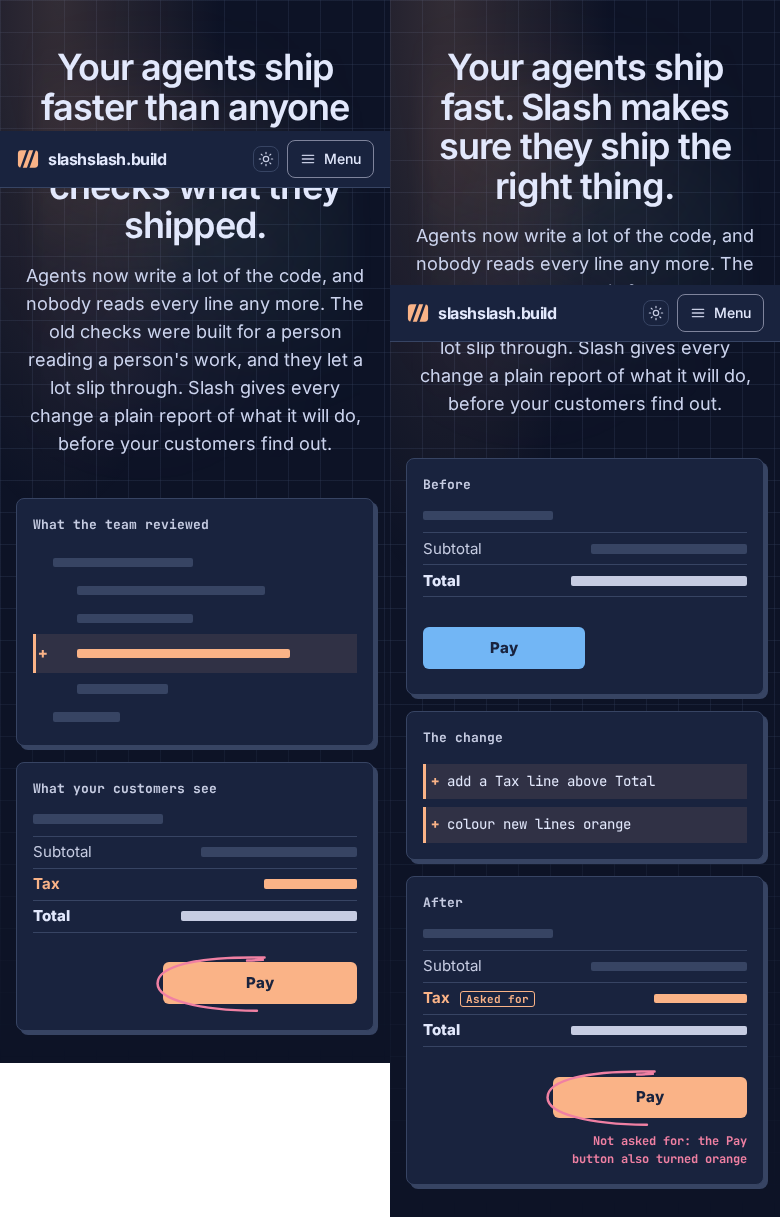 Your agents ship
faster than anyone
slashslash.build
Menu
checks what they
shipped.
Agents now write a lot of the code, and
nobody reads every line any more. The
old checks were built for a person
reading a person's work, and they let a
lot slip through. Slash gives every
change a plain report of what it will do,
before your customers find out.
What the team reviewed
+
What your customers see
Subtotal
Tax
Total
Pay
Your agents ship
fast. Slash makes
sure they ship the
right thing.
Agents now write a lot of the code, and
nobody reads every line any more. The
slashslash.build
Menu
lot slip through. Slash gives every
change a plain report of what it will do,
before your customers find out.
Before
Subtotal
Total
Pay
The change
+ add a Tax line above Total
+ colour new lines orange
After
Subtotal
Tax Asked for
Total
Pay
Not asked for: the Pay
button also turned orange